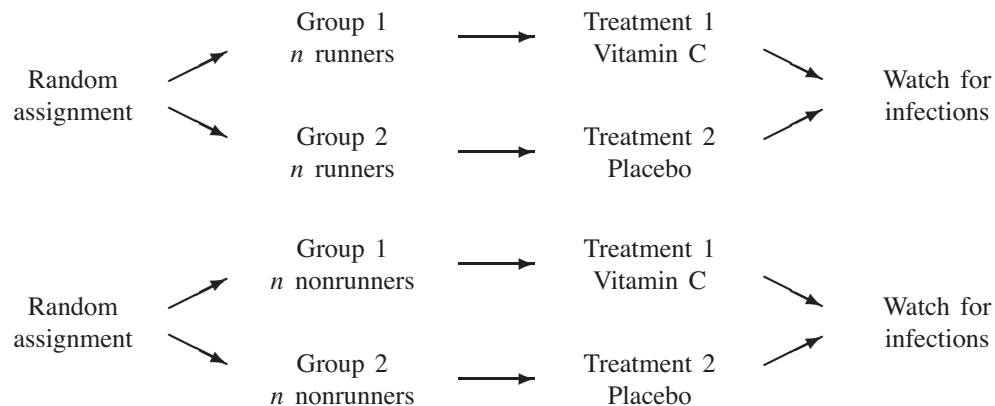 Group 1
n runners
Treatment 1
Vitamin C
Random
assignment
Watch for
infections
Group 2
n runners
Treatment 2
Placebo
Group 1
n nonrunners
Treatment 1
Vitamin C
Random
assignment
Watch for
infections
Group 2
n nonrunners
Treatment 2
Placebo